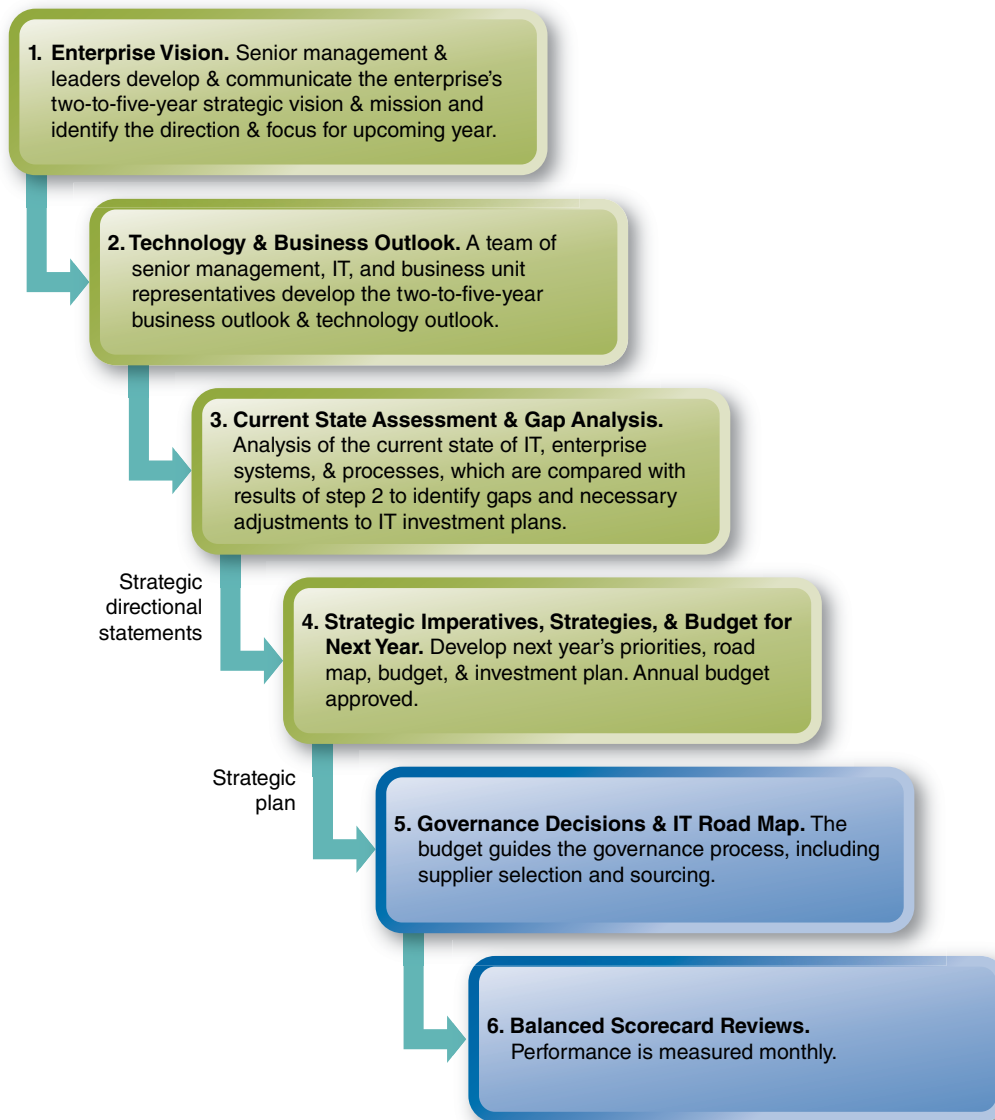 1. Enterprise Vision. Senior management &
leaders develop & communicate the enterprise's
two-to-five-year strategic vision & mission and
identify the direction & focus for upcoming year.
2. Technology & Business Outlook. A team of
senior management, IT, and business unit
representatives develop the two-to-five-year
business outlook & technology outlook.
3. Current State Assessment & Gap Analysis.
Analysis of the current state of IT, enterprise
systems, & processes, which are compared with
results of step 2 to identify gaps and necessary
adjustments to IT investment plans.
Strategic
directional
statements
4. Strategic Imperatives, Strategies, & Budget for
Next Year. Develop next year's priorities, road
map, budget, & investment plan. Annual budget
approved.
Strategic
plan
5. Governance Decisions & IT Road Map. The
budget guides the governance process, including
supplier selection and sourcing.
6. Balanced Scorecard Reviews.
Performance is measured monthly.